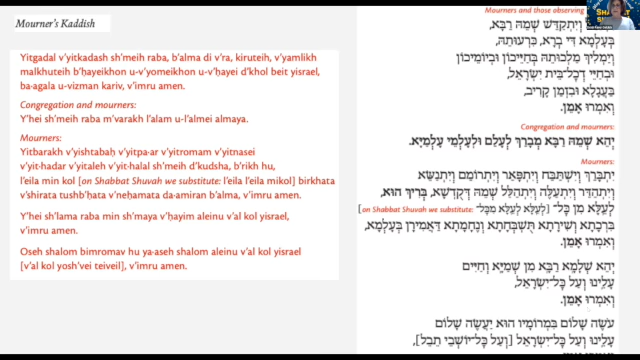 Mourner's Kaddish
Yitgadal v'yitkadash sh'meih raba, b'alma di v'ra, kiruteih, v'yamlikh
malkhuteih b'ḥayeikhon u-v'yomeikhon u-v'ḥayei d'khol beit yisrael,
ba-agala u-vizman kariv, v'imru amen.
Congregation and mourners:
Y'hei sh'meih raba m'varakh l'alam u-l'almei almaya.
Mourners:
Yitbarakh v'yishtabaḥ v'yitpa-ar v'yitromam v'yitnasei
v'yit-hadar v'yitaleh v'yit-halal sh'meih d'kudsha, b'rikh hu,
l'eila min kol [on Shabbat Shuvah we substitute: l'eila l'eila mikol] birkhata
v'shirata tushb'ḥata v'neḥamata da-amiran b'alma, v'imru amen.
Y'hei sh'lama raba min sh'maya v'ḥayim aleinu v'al kol yisrael,
v'imru amen.
Oseh shalom bimromav hu ya-aseh shalom aleinu v'al kol yisrael
[v'al kol yosh'vei teiveil], v'imru amen.
Mourners and those observing
וְיִתְקַדַּשׁ שְׁמֵהּ רַבָּא,
בְּעָלְמָא דִּי בְרָא, כִּרְעוּתֵהּ,
וְיַמְלִיךְ מַלְכוּתֵהּ בְּחַיֵּיכוֹן וּבְיוֹמֵיכוֹן
וּבְחַיֵּי דְכָל־בֵּית יִשְׂרָאֵל,
בַּעֲגָלָא וּבִזְמַן קָרִיב,
וְאִמְרוּ אָמֵן.
Congregation and mourners:
יְהֵא שְׁמֵהּ רַבָּא מְבָרַךְ לְעָלַם וּלְעָלְמֵי עָלְמַיָּא.
Mourners:
יִתְבָּרַךְ וְיִשְׁתַּבַּח וְיִתְפָּאַר וְיִתְרוֹמַם וְיִתְנַשֵּׂא
וְיִתְהַדַּר וְיִתְעַלֶּה וְיִתְהַלַּל שְׁמֵהּ דְּקֻדְשָׁא, בְּרִיךְ הוּא,
לְעֵלָּא מִן כָּל־ [on Shabbat Shuvah we substitute: לְעֵלָּא לְעֵלָּא מִכָּל־]
בִּרְכָתָא וְשִׁירָתָא תֻּשְׁבְּחָתָא וְנֶחָמָתָא דַּאֲמִירָן בְּעָלְמָא,
וְאִמְרוּ אָמֵן.
יְהֵא שְׁלָמָא רַבָּא מִן שְׁמַיָּא וְחַיִּים
עָלֵינוּ וְעַל כָּל־יִשְׂרָאֵל,
וְאִמְרוּ אָמֵן.
עֹשֶׂה שָׁלוֹם בִּמְרוֹמָיו הוּא יַעֲשֶׂה שָׁלוֹם
עָלֵינוּ וְעַל כָּל־יִשְׂרָאֵל [וְעַל כָּל־יוֹשְׁבֵי תֵבֵל],